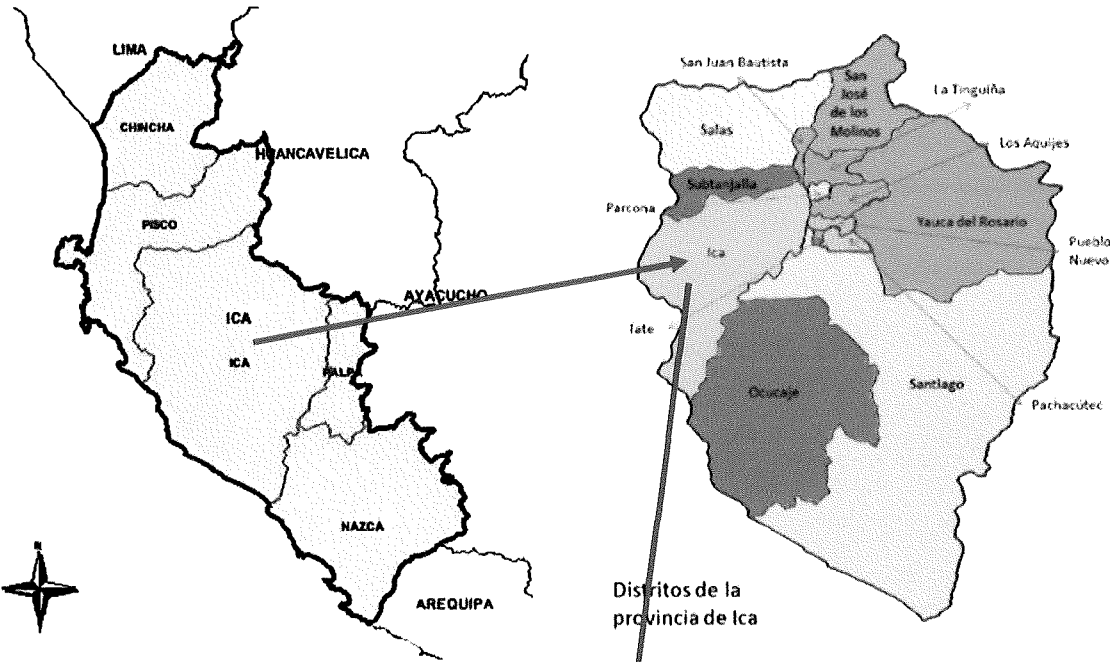 LIMA
CHINCHA
HUANCAVELICA
PISCO
AYACUCHO
ICA
ICA
PALPA
NAZCA
AREQUIPA
N
San Juan Bautista
San
José
de los
Molinos
La Tinguiña
Salas
Los Aquijes
Subtanjalla
Parcona
Yauca del Rosario
Pueblo
Nuevo
Ica
Tate
Ocucaje
Santiago
Pachacútec
Distritos de la
provincia de Ica